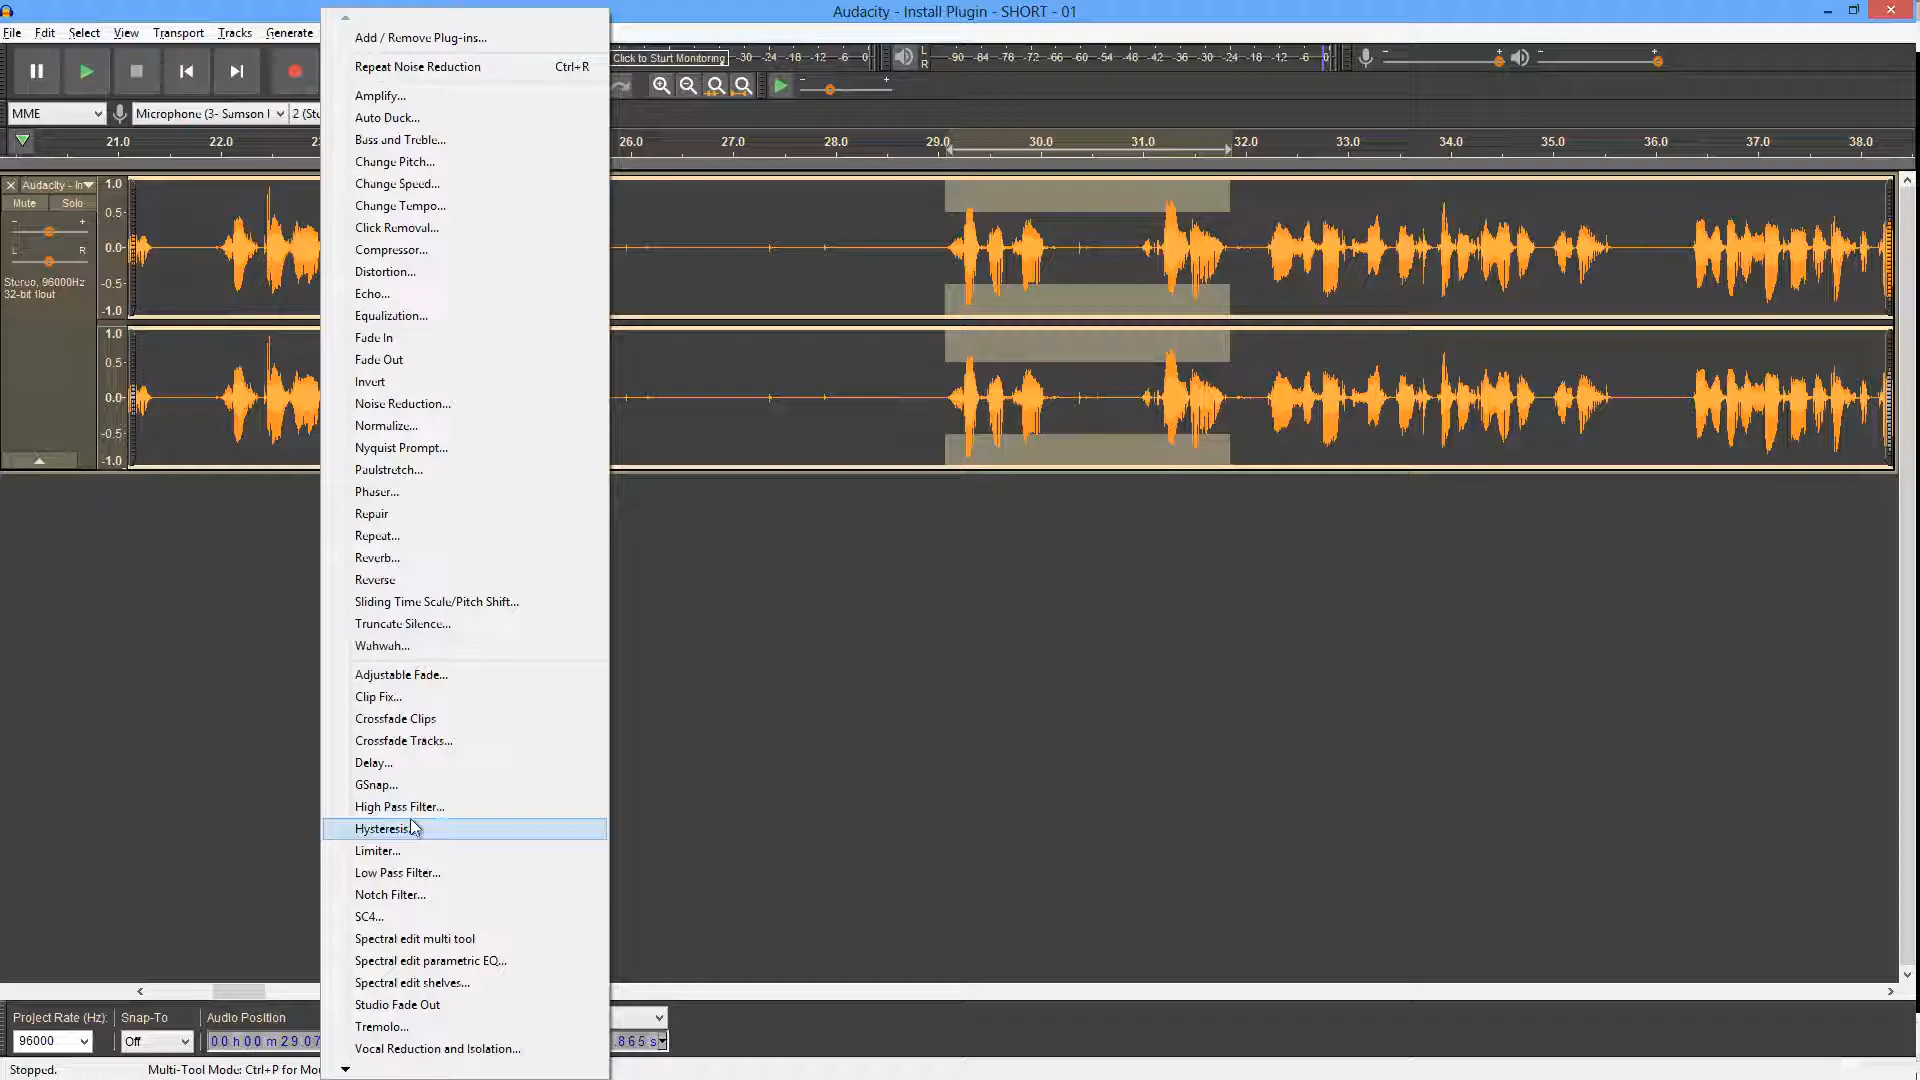 Audacity - Install Plugin - SHORT - 01
File Edit Select View Transport Tracks Generate
Add / Remove Plug-ins...
Repeat Noise Reduction Ctrl+R
Amplify...
Auto Duck...
Bass and Treble...
Change Pitch...
Change Speed...
Change Tempo...
Click Removal...
Compressor...
Distortion...
Echo...
Equalization...
Fade In
Fade Out
Invert
Noise Reduction...
Normalize...
Nyquist Prompt...
Paulstretch...
Phaser...
Repair
Repeat...
Reverb...
Reverse
Sliding Time Scale/Pitch Shift...
Truncate Silence...
Wahwah...
Adjustable Fade...
Clip Fix...
Crossfade Clips
Crossfade Tracks...
Delay...
GSnap...
High Pass Filter...
Hysteresis
Limiter...
Low Pass Filter...
Notch Filter...
SC4...
Spectral edit multi tool
Spectral edit parametric EQ...
Spectral edit shelves...
Studio Fade Out
Tremolo...
Vocal Reduction and Isolation...
Click to Start Monitoring -30 -24 -18 -12 -6 0
L
R
-90 -84 -78 -72 -66 -60 -54 -48 -42 -36 -30 -24 -18 -12 -6 0
MME Microphone (3- Samson 2 (Ste
21.0 22.0 26.0 27.0 28.0 29.0 30.0 31.0 32.0 33.0 34.0 35.0 36.0 37.0 38.0
Audacity - In
Mute Solo
- +
L R
Stereo, 96000Hz
32-bit float
1.0
0.5
0.0
-0.5
-1.0
1.0
0.5
0.0
-0.5
-1.0
Project Rate (Hz): Snap-To Audio Position
96000 Off 00 h 00 m 29.07 .865 s
Stopped. Multi-Tool Mode: Ctrl+P for Mou